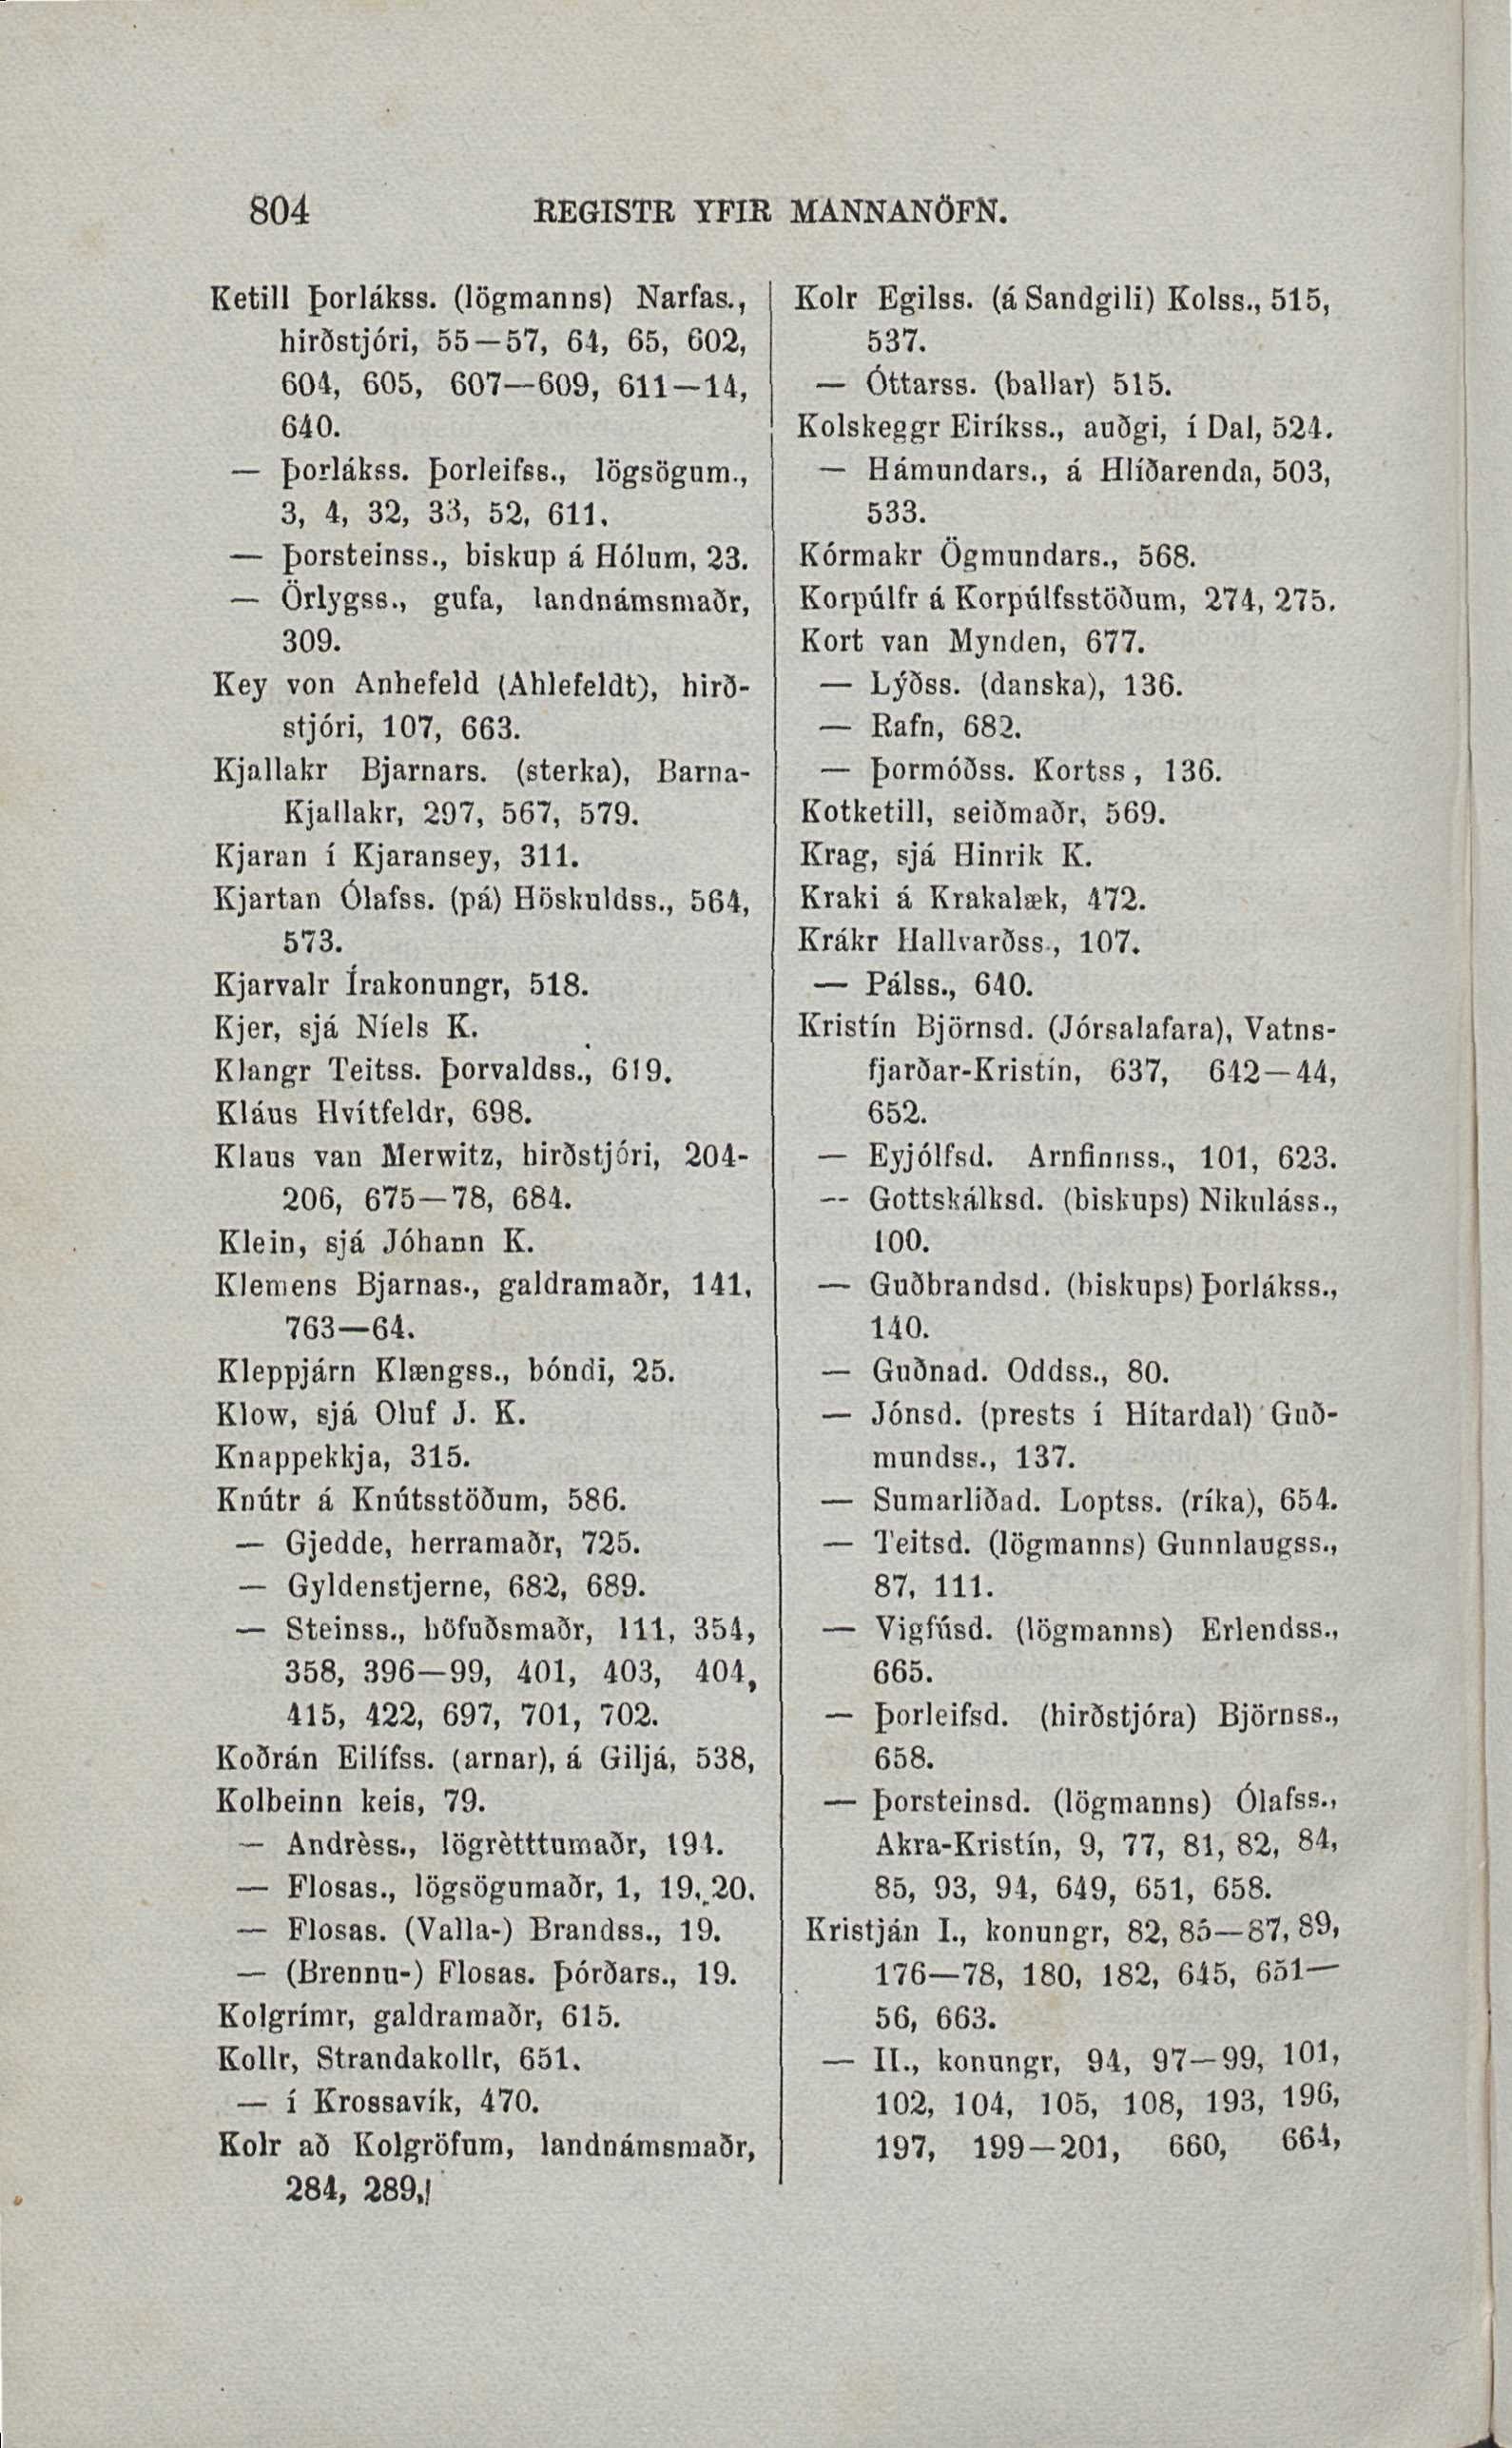 804 REGISTR YFIR MANNANÖFN.
Ketill Þorlákss. (lögmanns) Narfas.,
hirðstjóri, 55—57, 64, 65, 602,
604, 605, 607—609, 611—14,
640.
— Þorlákss. Þorleifss., lögsögum.,
3, 4, 32, 33, 52, 611.
— Þorsteinss., biskup á Hólum, 23.
— Örlygss., gufa, landnámsmaðr,
309.
Key von Anhefeld (Ahlefeldt), hirð-
stjóri, 107, 663.
Kjallakr Bjarnars. (sterka), Barna-
Kjallakr, 297, 567, 579.
Kjaran í Kjaransey, 311.
Kjartan Ólafss. (pá) Höskuldss., 564,
573.
Kjarvalr Írakonungr, 518.
Kjer, sjá Níels K.
Klangr Teitss. Þorvaldss., 619.
Kláus Hvítfeldr, 698.
Klaus van Merwitz, hirðstjóri, 204-
206, 675—78, 684.
Klein, sjá Jóhann K.
Klemens Bjarnas., galdramaðr, 141,
763—64.
Kleppjárn Klængss., bóndi, 25.
Klow, sjá Oluf J. K.
Knappekkja, 315.
Knútr á Knútsstöðum, 586.
— Gjedde, herramaðr, 725.
— Gyldenstjerne, 682, 689.
— Steinss., höfuðsmaðr, 111, 354,
358, 396—99, 401, 403, 404,
415, 422, 697, 701, 702.
Koðrán Eilífss. (arnar), á Giljá, 538,
Kolbeinn keis, 79.
— Andrèss., lögrètttumaðr, 194.
— Flosas., lögsögumaðr, 1, 19, 20.
— Flosas. (Valla-) Brandss., 19.
— (Brennu-) Flosas. Þórðars., 19.
Kolgrímr, galdramaðr, 615.
Kollr, Strandakollr, 651.
— í Krossavík, 470.
Kolr að Kolgröfum, landnámsmaðr,
284, 289,
Kolr Egilss. (á Sandgili) Kolss., 515,
537.
— Óttarss. (ballar) 515.
Kolskeggr Eiríkss., auðgi, í Dal, 524.
— Hámundars., á Hlíðarenda, 503,
533.
Kórmakr Ögmundars., 568.
Korpúlfr á Korpúlfsstöðum, 274, 275.
Kort van Mynden, 677.
— Lýðss. (danska), 136.
— Rafn, 682.
— Þormóðss. Kortss, 136.
Kotketill, seiðmaðr, 569.
Krag, sjá Hinrik K.
Kraki á Krakalæk, 472.
Krákr Hallvarðss., 107.
— Pálss., 640.
Kristín Björnsd. (Jórsalafara), Vatns-
fjarðar-Kristín, 637, 642—44,
652.
— Eyjólfsd. Arnfinnss., 101, 623.
-- Gottskálksd. (biskups) Nikuláss.,
100.
— Guðbrandsd. (biskups) Þorlákss.,
140.
— Guðnad. Oddss., 80.
— Jónsd. (prests í Hítardal) Guð-
mundss., 137.
— Sumarliðad. Loptss. (ríka), 654.
— Teitsd. (lögmanns) Gunnlaugss.,
87, 111.
— Vigfúsd. (lögmanns) Erlendss.,
665.
— Þorleifsd. (hirðstjóra) Björnss.,
658.
— Þorsteinsd. (lögmanns) Ólafss.,
Akra-Kristín, 9, 77, 81, 82, 84,
85, 93, 94, 649, 651, 658.
Kristján I., konungr, 82, 85—87, 89,
176—78, 180, 182, 645, 651—
56, 663.
— II., konungr, 94, 97—99, 101,
102, 104, 105, 108, 193, 196,
197, 199—201, 660, 664,